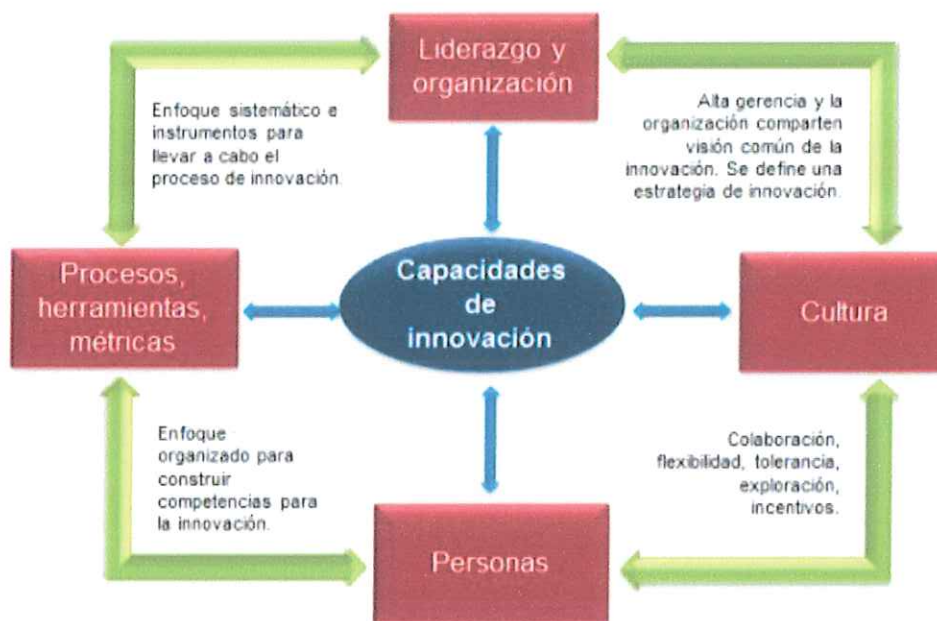 Liderazgo y
organización
Enfoque sistemático e
instrumentos para
llevar a cabo el
proceso de innovación.
Alta gerencia y la
organización comparten
visión común de la
innovación. Se define una
estrategia de innovación.
Procesos,
herramientas,
métricas
Capacidades
de
innovación
Cultura
Enfoque
organizado para
construir
competencias para
la innovación.
Colaboración,
flexibilidad, tolerancia,
exploración,
incentivos.
Personas